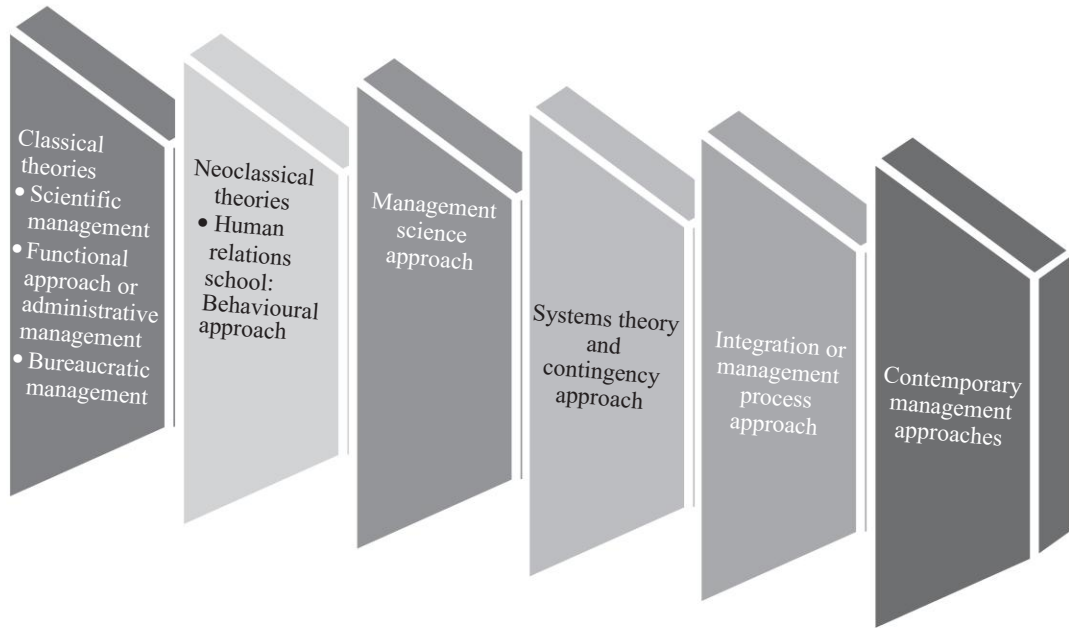 Classical
theories
• Scientific
management
• Functional
approach or
administrative
management
• Bureaucratic
management
Neoclassical
theories
• Human
relations
school:
Behavioural
approach
Management
science
approach
Systems theory
and
contingency
approach
Integration or
management
process
approach
Contemporary
management
approaches